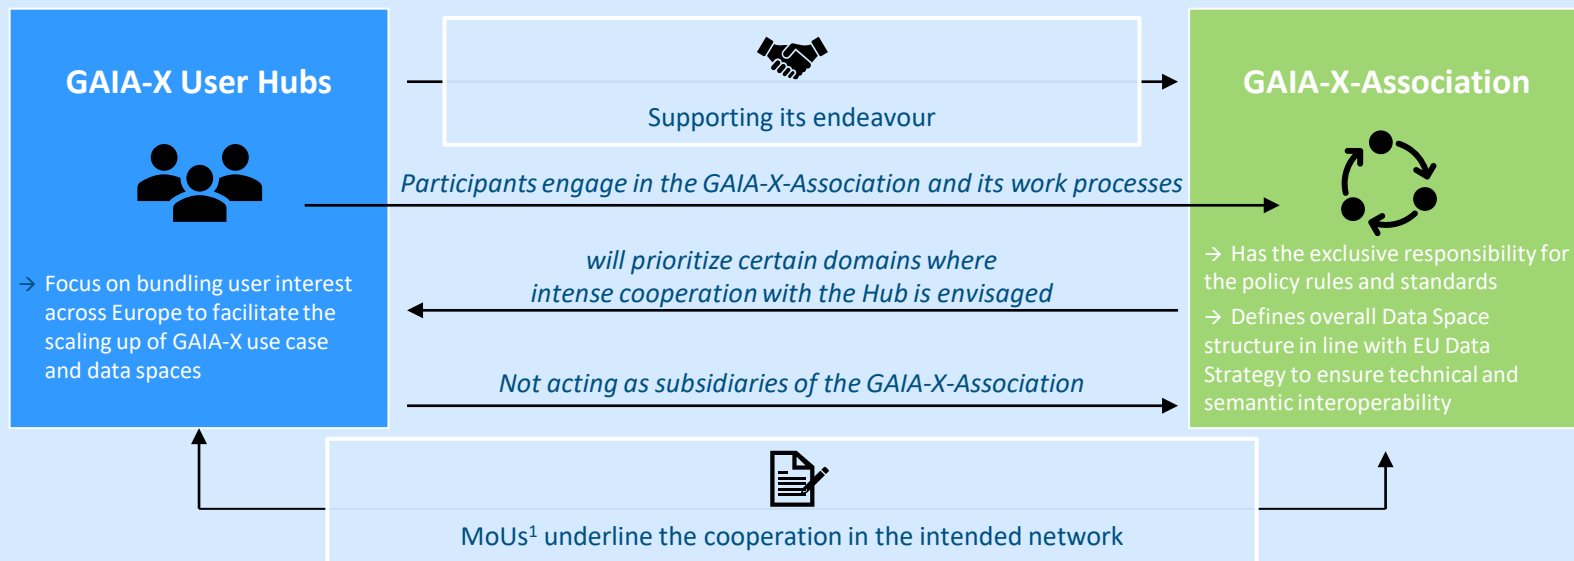 GAIA-X User Hubs
→ Focus on bundling user interest
across Europe to facilitate the
scaling up of GAIA-X use case
and data spaces
Supporting its endeavour
Participants engage in the GAIA-X-Association and its work processes
will prioritize certain domains where
intense cooperation with the Hub is envisaged
Not acting as subsidiaries of the GAIA-X-Association
MoUs¹ underline the cooperation in the intended network
GAIA-X-Association
→ Has the exclusive responsibility for
the policy rules and standards
→ Defines overall Data Space
structure in line with EU Data
Strategy to ensure technical and
semantic interoperability